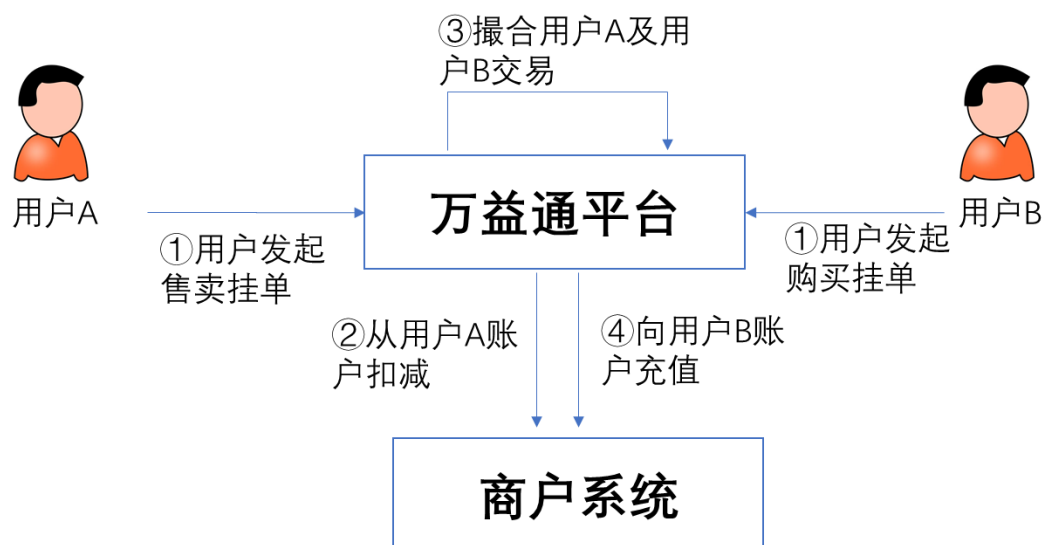 ③撮合用户A及用
户B交易
用户A
万益通平台
用户B
①用户发起
售卖挂单
①用户发起
购买挂单
②从用户A账
户扣减
④向用户B账
户充值
商户系统